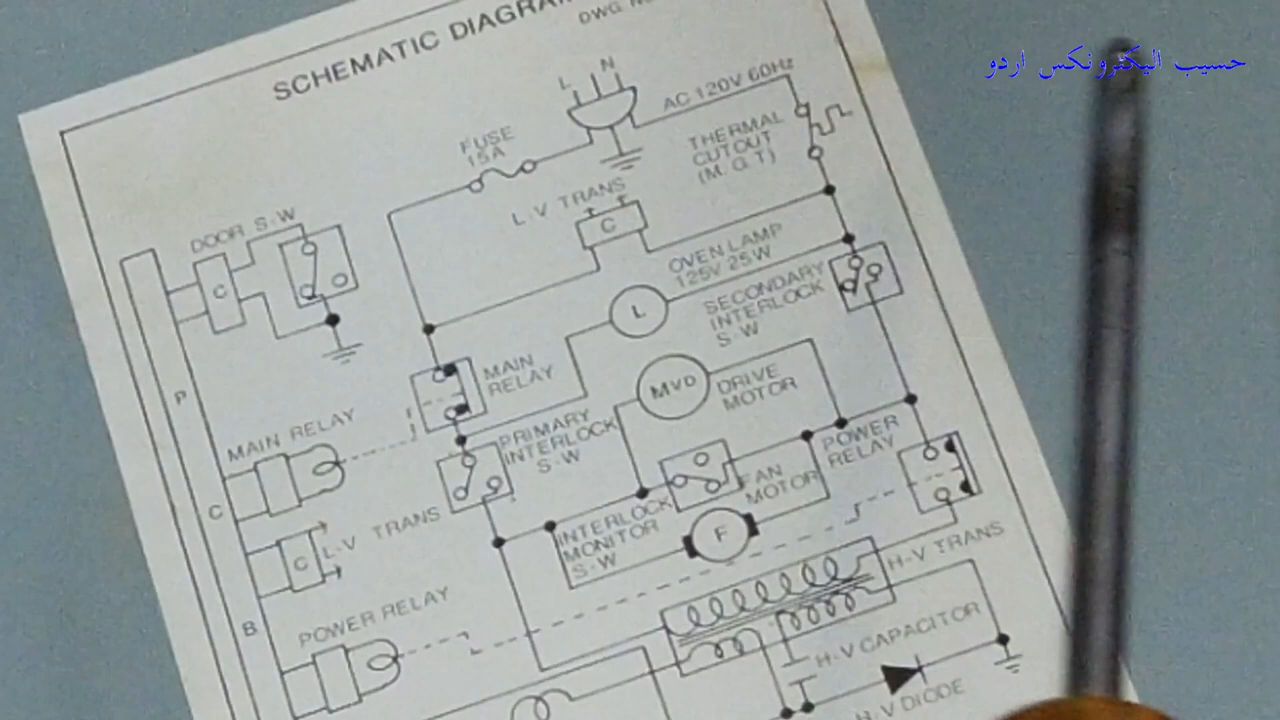 حسیب الیکٹرونکس اردو
SCHEMATIC DIAGRAM
DWG
L
N
AC 120V 60Hz
FUSE
15A
THERMAL
CUTOUT
(M.G.T)
L.V TRANS
C
DOOR S.W
C
OVEN LAMP
125V 25W
L
SECONDARY
INTERLOCK
S.W
MAIN
RELAY
MVD
DRIVE
MOTOR
P
MAIN RELAY
PRIMARY
INTERLOCK
S.W
POWER
RELAY
FAN
MOTOR
C
L-V TRANS
C
INTERLOCK
MONITOR
S-W
F
H-V TRANS
B
POWER RELAY
H-V CAPACITOR
H-V DIODE